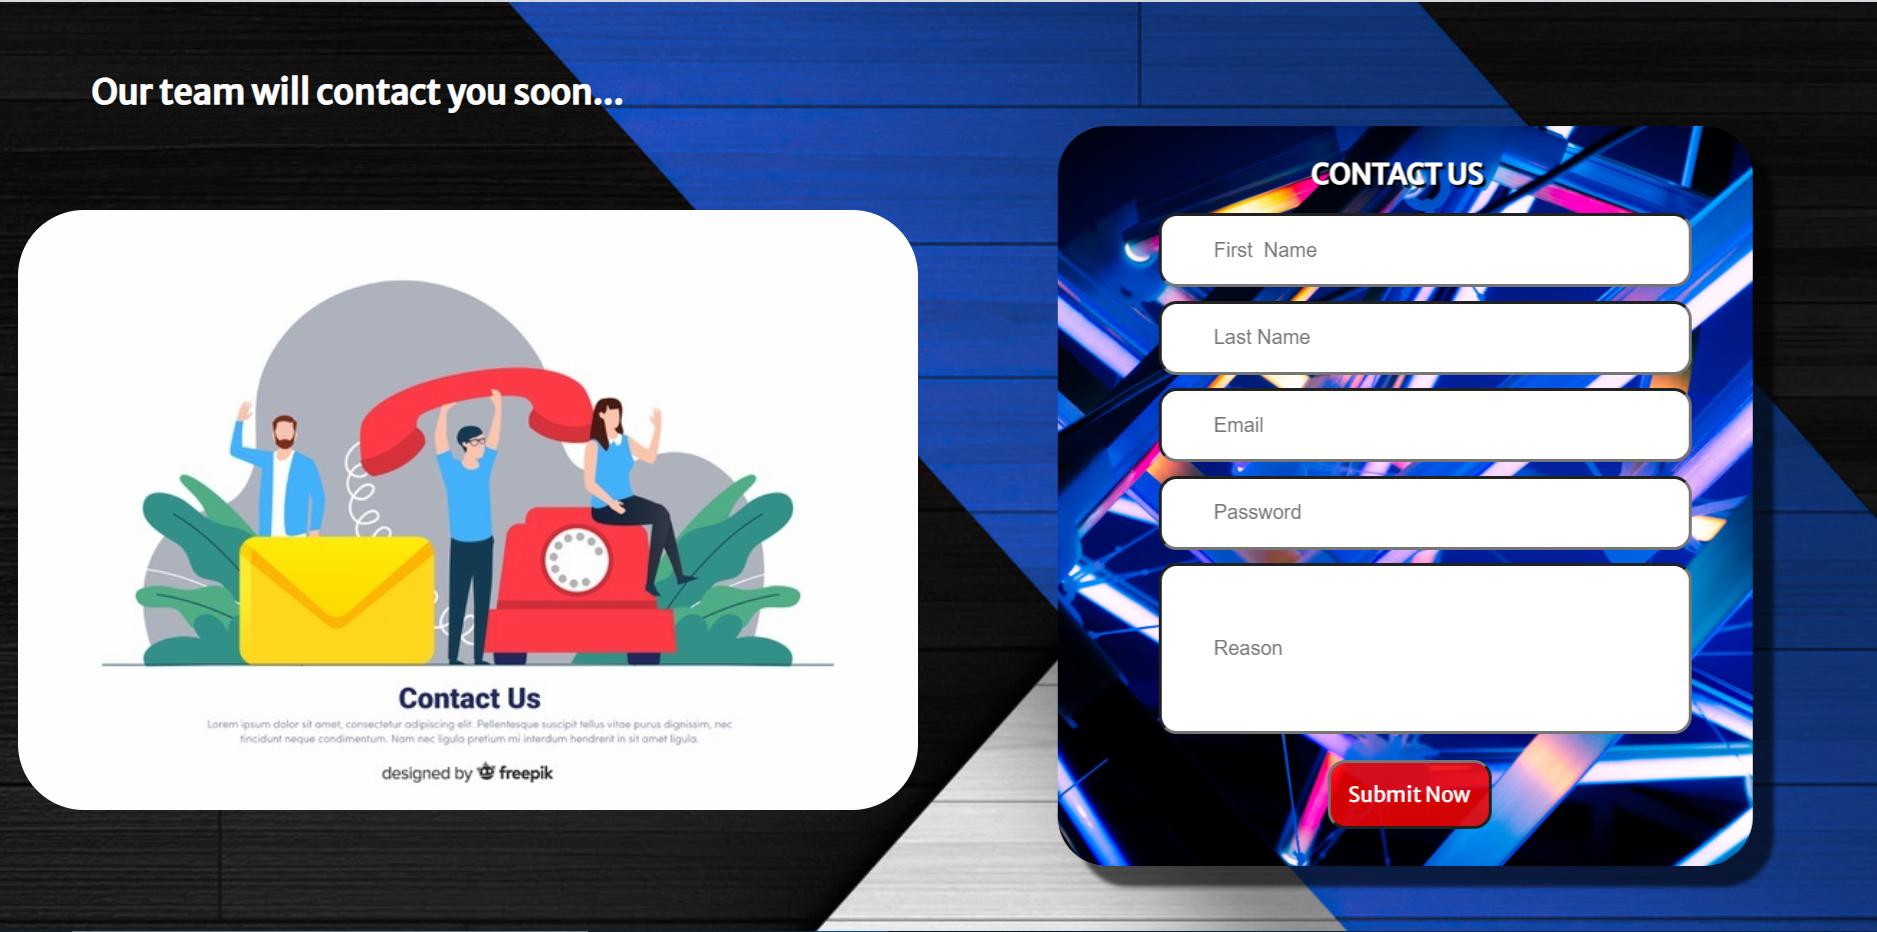 Our team will contact you soon...
CONTACT US
First  Name
Last Name
Email
Password
Reason
Submit Now
Contact Us
Lorem ipsum dolor sit amet, consectetur adipiscing elit. Pellentesque suscipit tellus vitae purus dignissim, nec
tincidunt neque condimentum. Nam nec ligula pretium mi interdum hendrerit in sit amet ligula.
designed by freepik